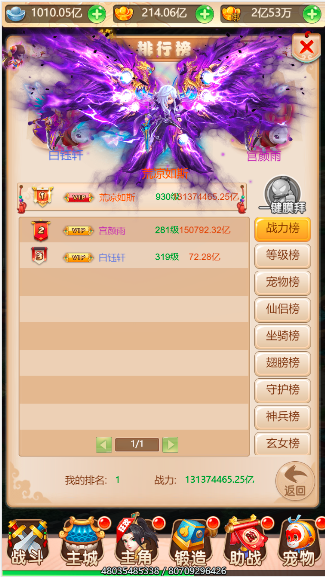 1010.05亿 214.06亿 2亿53万
排行榜
白钰轩 宫颜雨
荒凉如斯
1 VIP 荒凉如斯 930级 131374465.25亿
一键膜拜
2 VIP 宫颜雨 281级 150792.32亿
战力榜
3 VIP 白钰轩 319级 72.28亿
等级榜
宠物榜
仙侣榜
坐骑榜
翅膀榜
守护榜
神兵榜
玄女榜
1/1
我的排名: 1 战力: 131374465.25亿
返回
战斗 主城 主角 锻造 助战 宠物
48035485338 / 80709296426